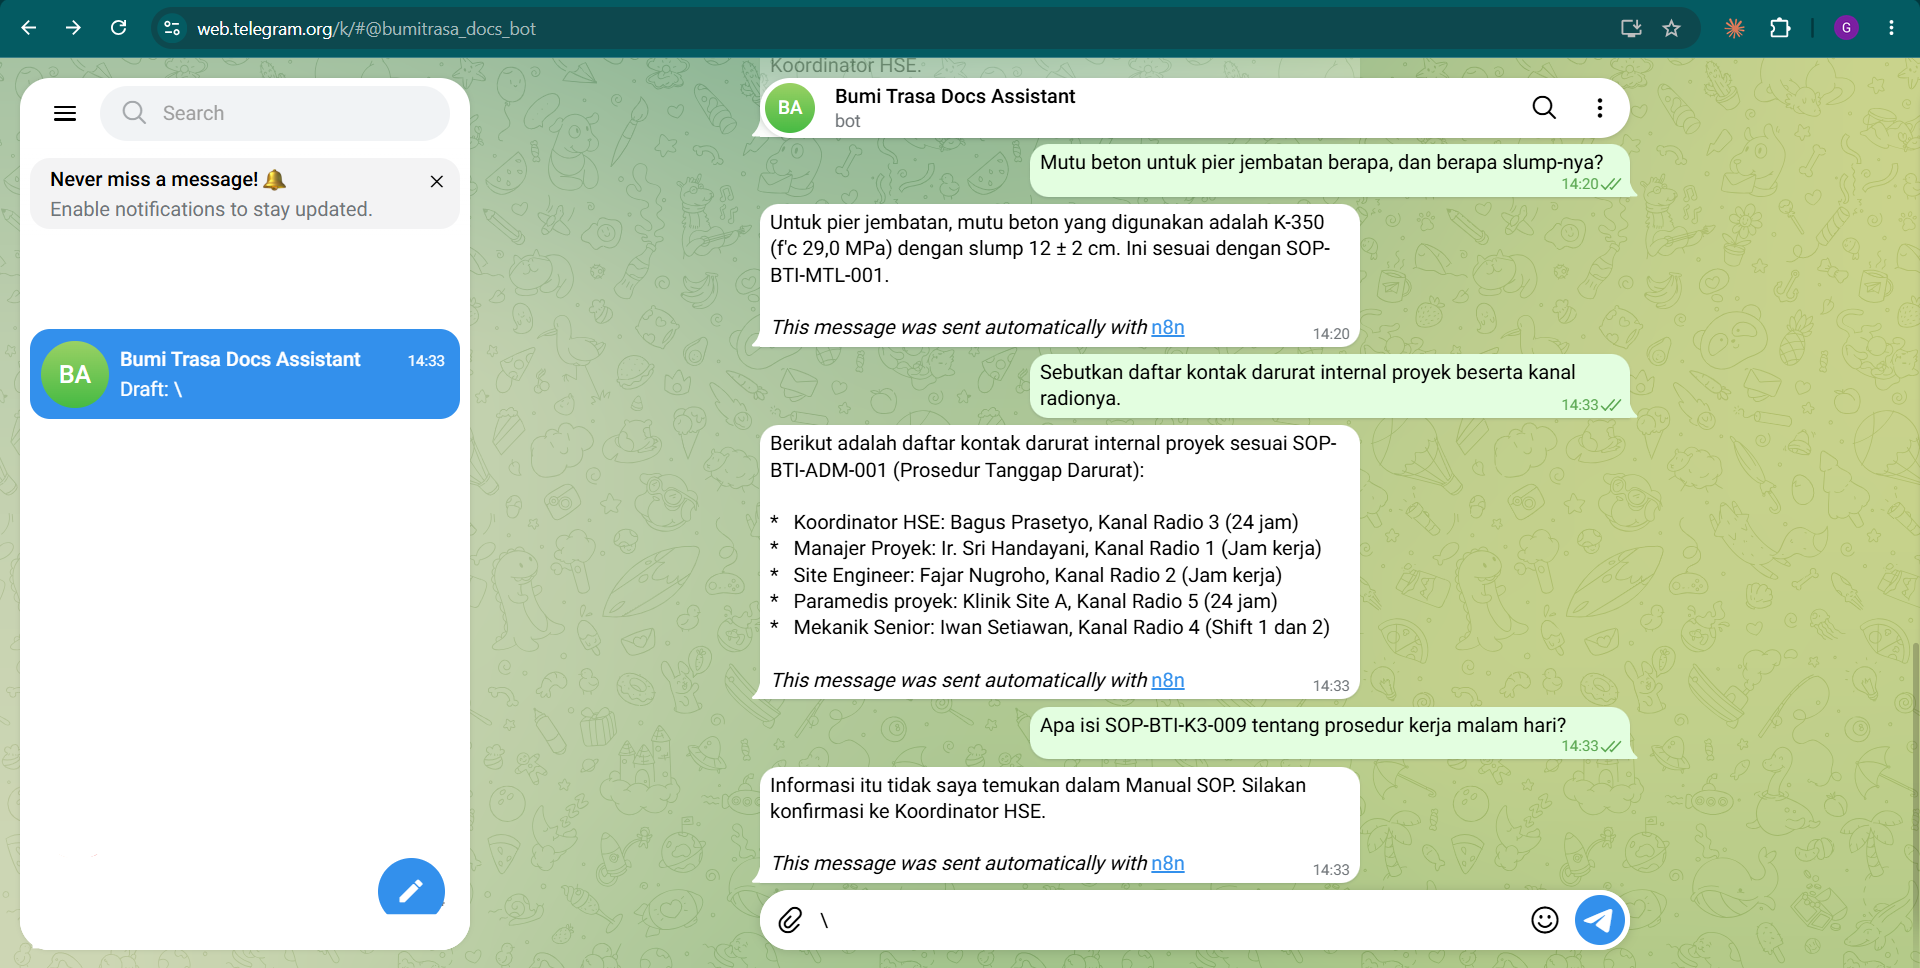 web.telegram.org/k/#@bumitrasa_docs_bot
G
Search
Never miss a message! 🔔
Enable notifications to stay updated.
BA
Bumi Trasa Docs Assistant
14:33
Draft: \
Koordinator HSE.
BA
Bumi Trasa Docs Assistant
bot
Mutu beton untuk pier jembatan berapa, dan berapa slump-nya?
14:20
Untuk pier jembatan, mutu beton yang digunakan adalah K-350
(f'c 29,0 MPa) dengan slump 12 ± 2 cm. Ini sesuai dengan SOP-
BTI-MTL-001.
This message was sent automatically with n8n
14:20
Sebutkan daftar kontak darurat internal proyek beserta kanal
radionya.
14:33
Berikut adalah daftar kontak darurat internal proyek sesuai SOP-
BTI-ADM-001 (Prosedur Tanggap Darurat):
* Koordinator HSE: Bagus Prasetyo, Kanal Radio 3 (24 jam)
* Manajer Proyek: Ir. Sri Handayani, Kanal Radio 1 (Jam kerja)
* Site Engineer: Fajar Nugroho, Kanal Radio 2 (Jam kerja)
* Paramedis proyek: Klinik Site A, Kanal Radio 5 (24 jam)
* Mekanik Senior: Iwan Setiawan, Kanal Radio 4 (Shift 1 dan 2)
This message was sent automatically with n8n
14:33
Apa isi SOP-BTI-K3-009 tentang prosedur kerja malam hari?
14:33
Informasi itu tidak saya temukan dalam Manual SOP. Silakan
konfirmasi ke Koordinator HSE.
This message was sent automatically with n8n
14:33
\